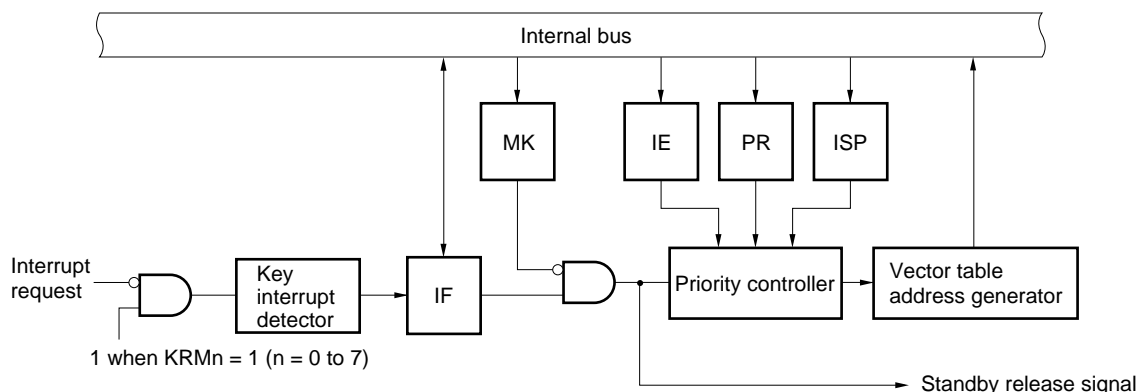 Internal bus
MK
IE
PR
ISP
Interrupt
request
Key
interrupt
detector
IF
Priority controller
Vector table
address generator
1 when KRMn = 1 (n = 0 to 7)
Standby release signal